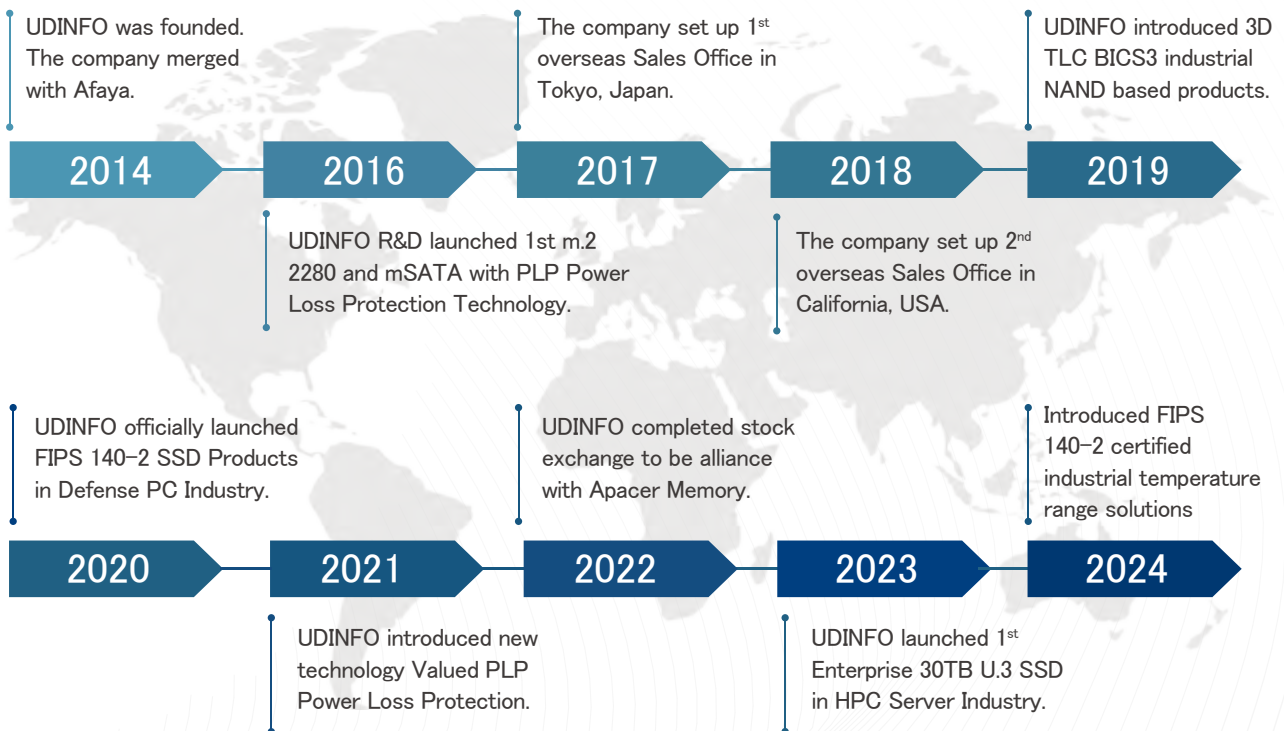 UDINFO was founded.
The company merged
with Afaya.
The company set up 1st
overseas Sales Office in
Tokyo, Japan.
UDINFO introduced 3D
TLC BICS3 industrial
NAND based products.
2014
2016
2017
2018
2019
UDINFO R&D launched 1st m.2
2280 and mSATA with PLP Power
Loss Protection Technology.
The company set up 2nd
overseas Sales Office in
California, USA.
UDINFO officially launched
FIPS 140-2 SSD Products
in Defense PC Industry.
UDINFO completed stock
exchange to be alliance
with Apacer Memory.
Introduced FIPS
140-2 certified
industrial temperature
range solutions
2020
2021
2022
2023
2024
UDINFO introduced new
technology Valued PLP
Power Loss Protection.
UDINFO launched 1st
Enterprise 30TB U.3 SSD
in HPC Server Industry.